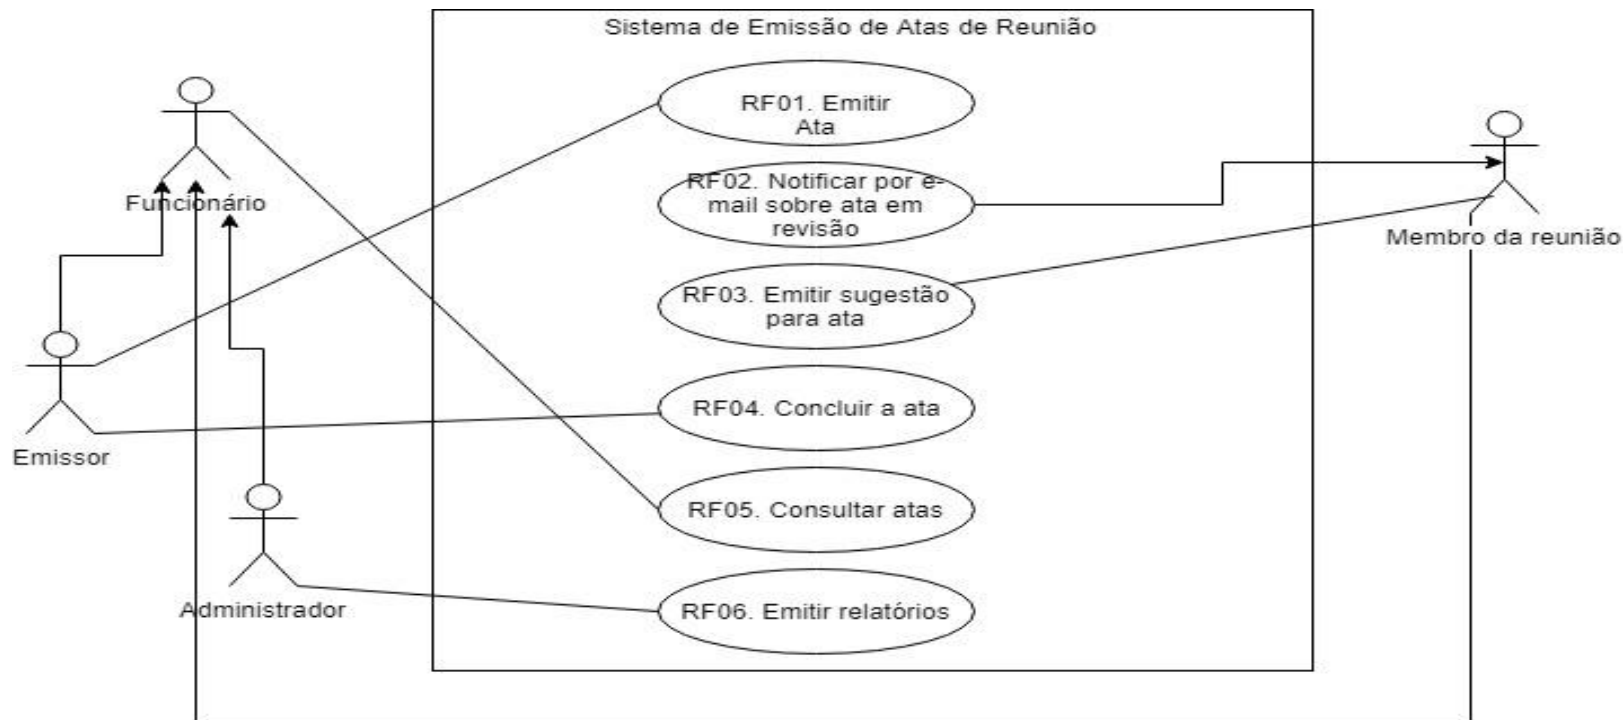 Sistema de Emissão de Atas de Reunião
RF01. Emitir
Ata
RF02. Notificar por e-
mail sobre ata em
revisão
Funcionário
Membro da reunião
RF03. Emitir sugestão
para ata
RF04. Concluir a ata
Emissor
RF05. Consultar atas
Administrador
RF06. Emitir relatórios